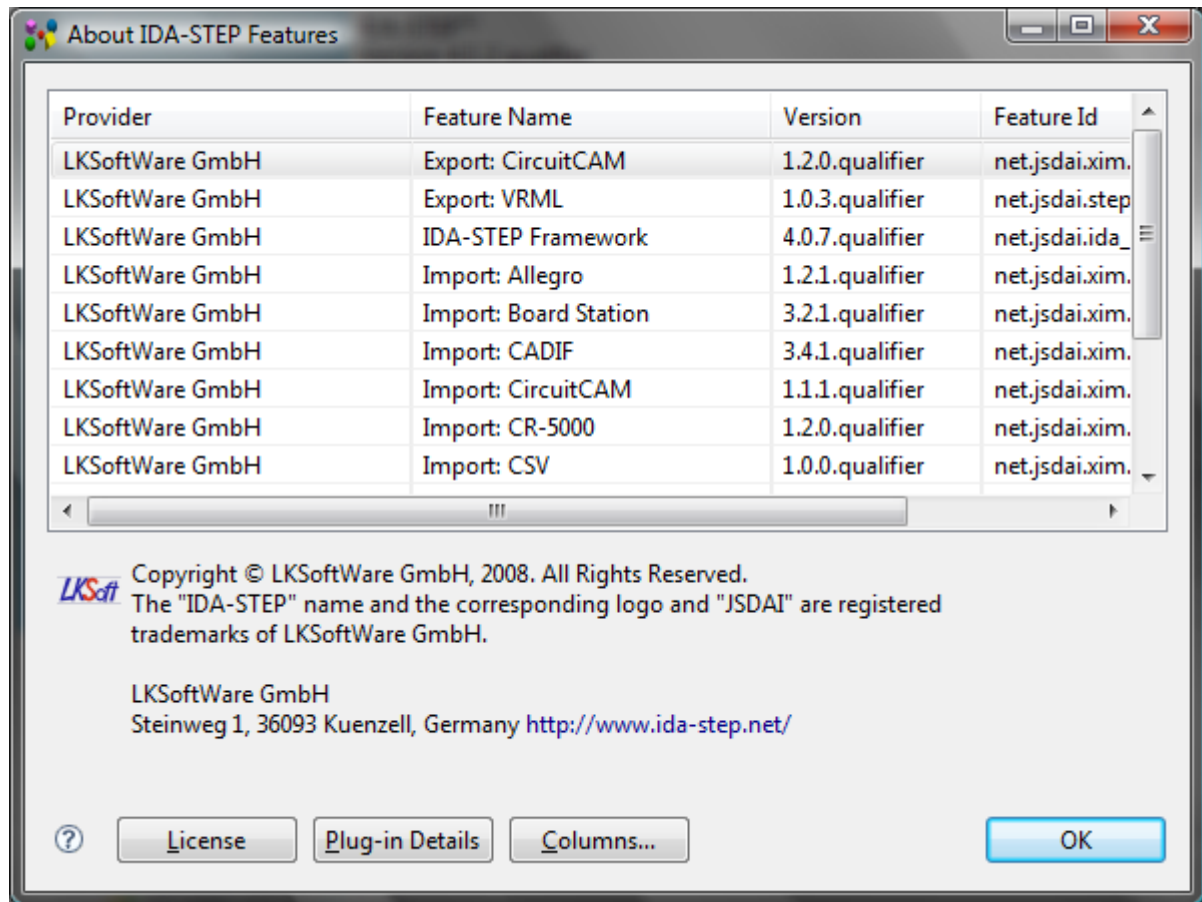 About IDA-STEP Features
Provider Feature Name Version Feature Id
LKSoftWare GmbH Export: CircuitCAM 1.2.0.qualifier net.jsdai.xim.
LKSoftWare GmbH Export: VRML 1.0.3.qualifier net.jsdai.step
LKSoftWare GmbH IDA-STEP Framework 4.0.7.qualifier net.jsdai.ida_
LKSoftWare GmbH Import: Allegro 1.2.1.qualifier net.jsdai.xim.
LKSoftWare GmbH Import: Board Station 3.2.1.qualifier net.jsdai.xim.
LKSoftWare GmbH Import: CADIF 3.4.1.qualifier net.jsdai.xim.
LKSoftWare GmbH Import: CircuitCAM 1.1.1.qualifier net.jsdai.xim.
LKSoftWare GmbH Import: CR-5000 1.2.0.qualifier net.jsdai.xim.
LKSoftWare GmbH Import: CSV 1.0.0.qualifier net.jsdai.xim.
LKSoft Copyright © LKSoftWare GmbH, 2008. All Rights Reserved.
The "IDA-STEP" name and the corresponding logo and "JSDAI" are registered
trademarks of LKSoftWare GmbH.
LKSoftWare GmbH
Steinweg 1, 36093 Kuenzell, Germany http://www.ida-step.net/
License Plug-in Details Columns... OK